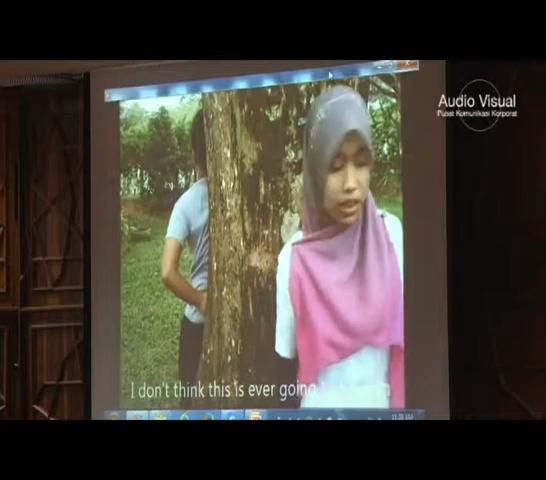 Audio Visual
Pusat Komunikasi Korporat
I don't think this is ever going